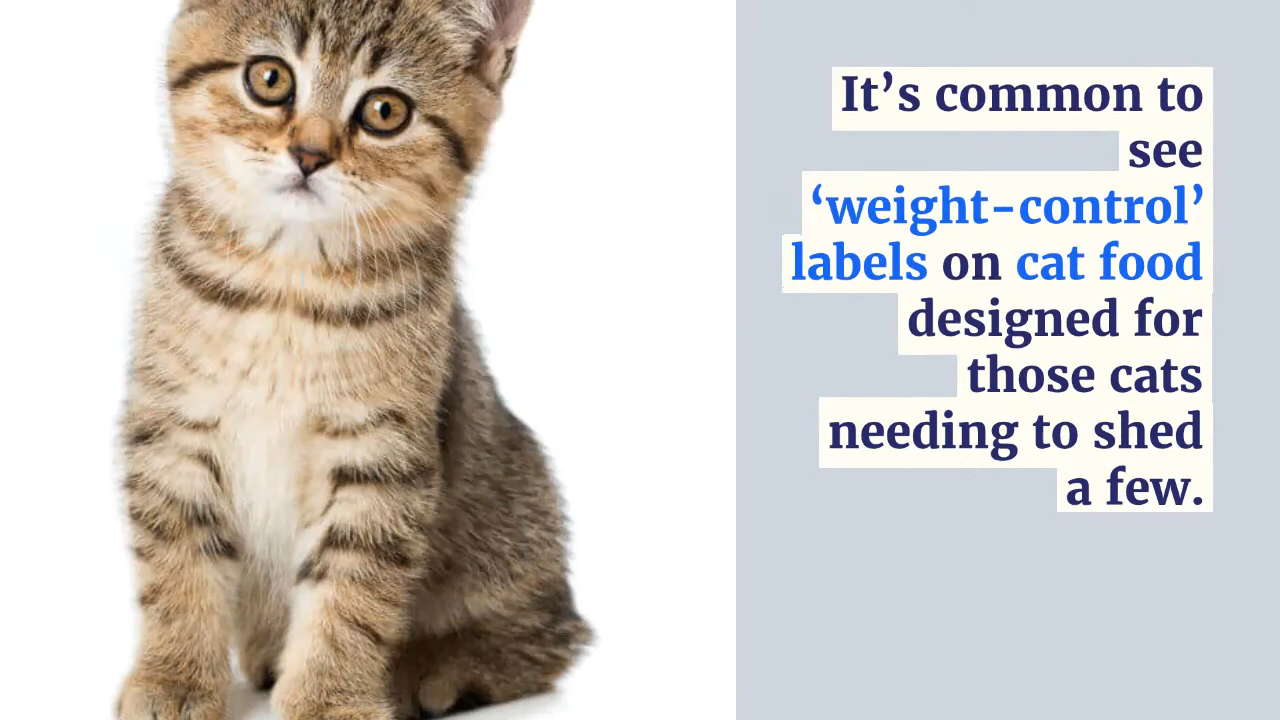 It’s common to
see
‘weight-control’
labels on cat food
designed for
those cats
needing to shed
a few.